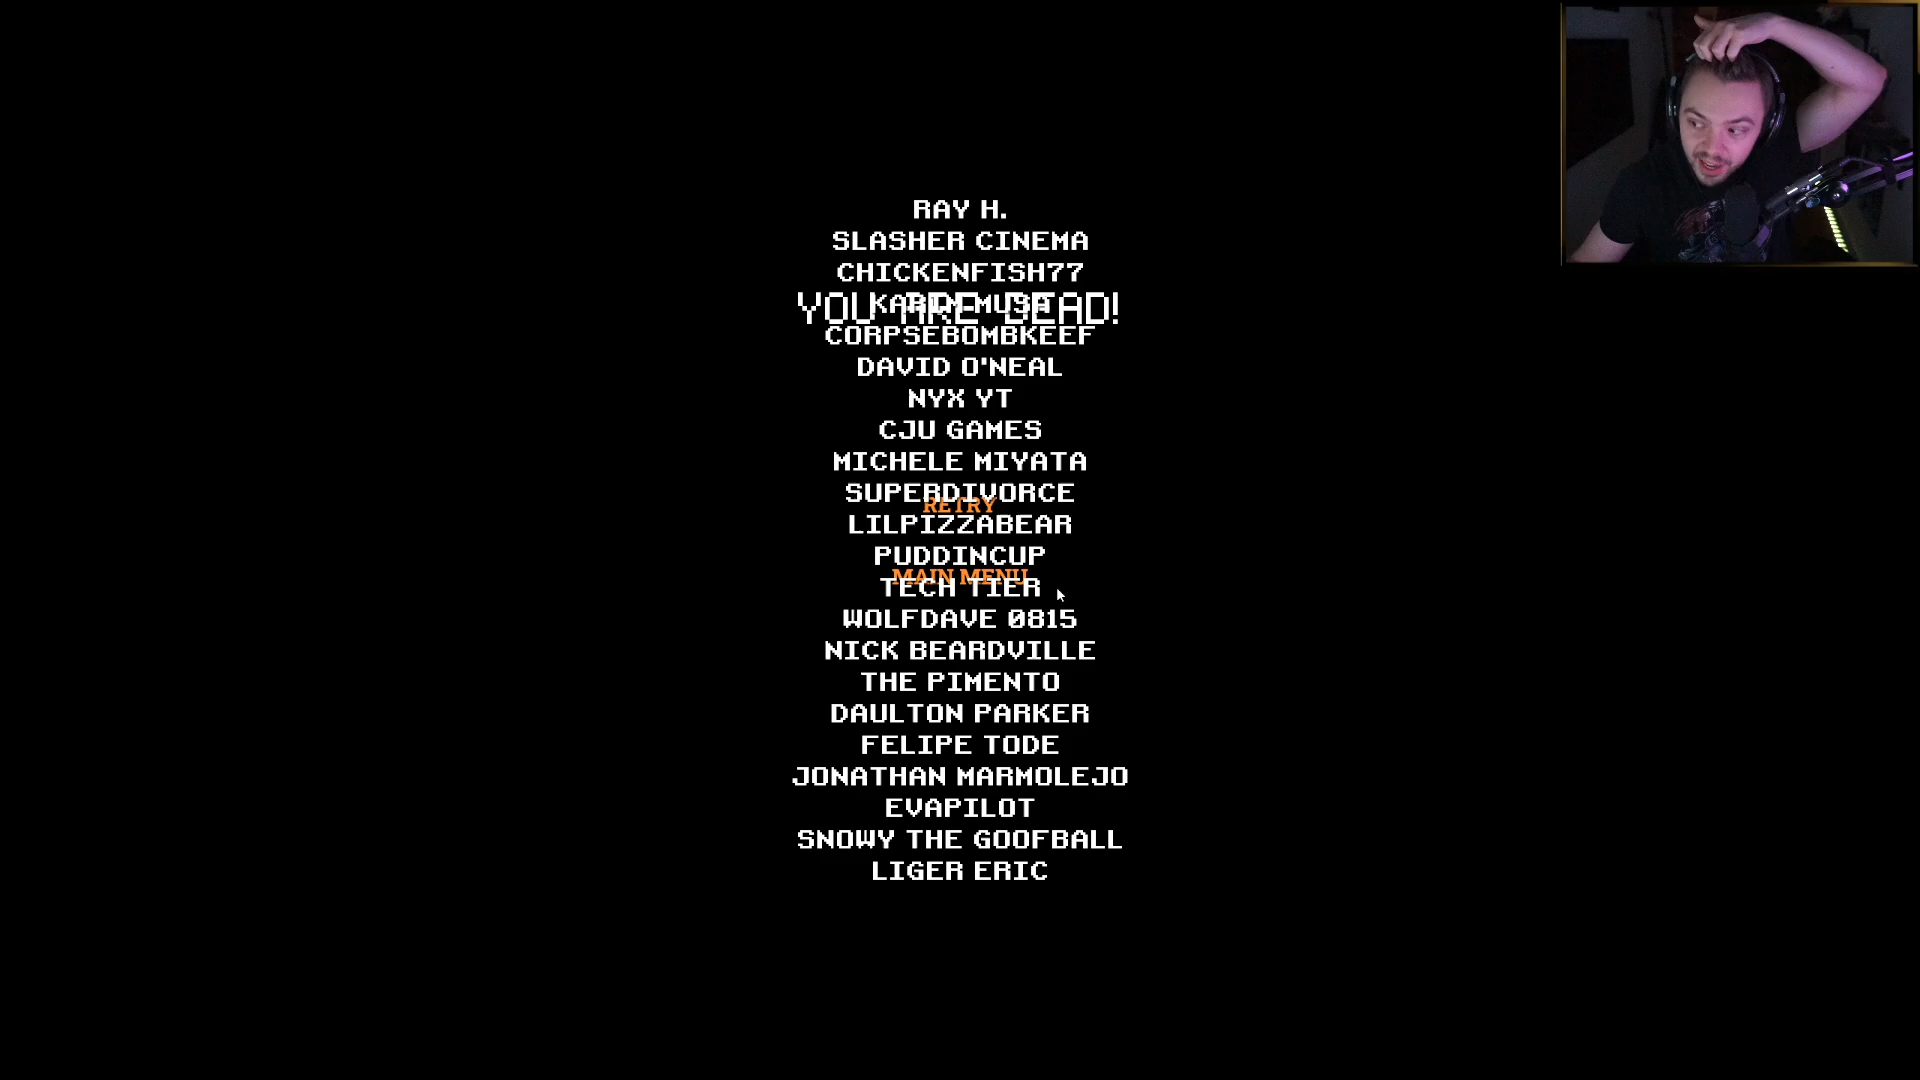 RAY H.
SLASHER CINEMA
CHICKENFISH77
YOU ARE DEAD!
KARIM MUSA
CORPSEBOMBKEEF
DAVID O'NEAL
NYX YT
CJU GAMES
MICHELE MIYATA
SUPERDIVORCE
RETRY
LILPIZZABEAR
PUDDINCUP
MAIN MENU
TECH TIER
WOLFDAVE 0815
NICK BEARDVILLE
THE PIMENTO
DAULTON PARKER
FELIPE TODE
JONATHAN MARMOLEJO
EVAPILOT
SNOWY THE GOOFBALL
LIGER ERIC